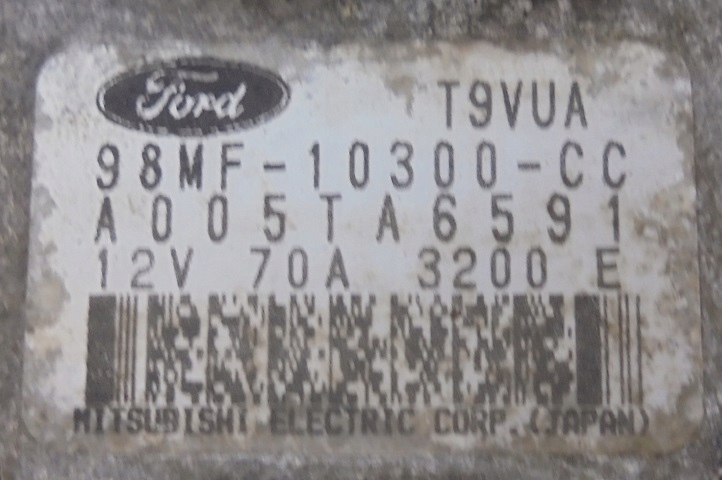 Ford T9VUA
98MF-10300-CC
A005TA6591
12V 70A 3200 E
MITSUBISHI ELECTRIC CORP.(JAPAN)